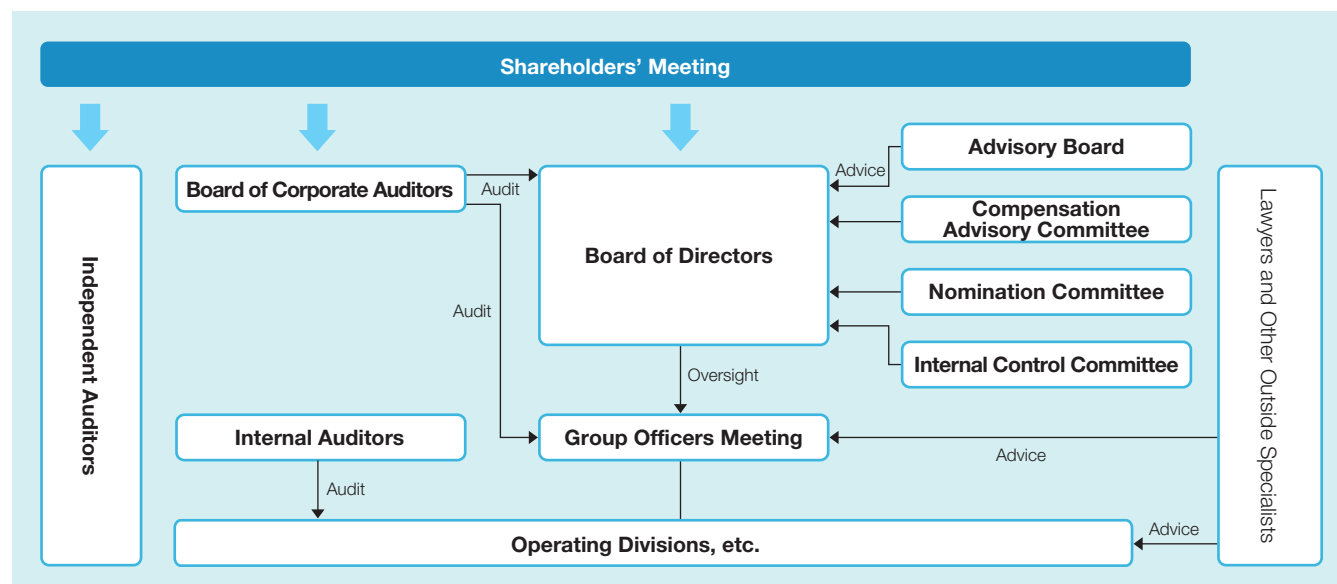 Shareholders’ Meeting
Advisory Board
Advice
Board of Corporate Auditors
Audit
Compensation
Advisory Committee
Board of Directors
Nomination Committee
Audit
Internal Control Committee
Oversight
Independent Auditors
Lawyers and Other Outside Specialists
Internal Auditors
Group Officers Meeting
Advice
Audit
Operating Divisions, etc.
Advice